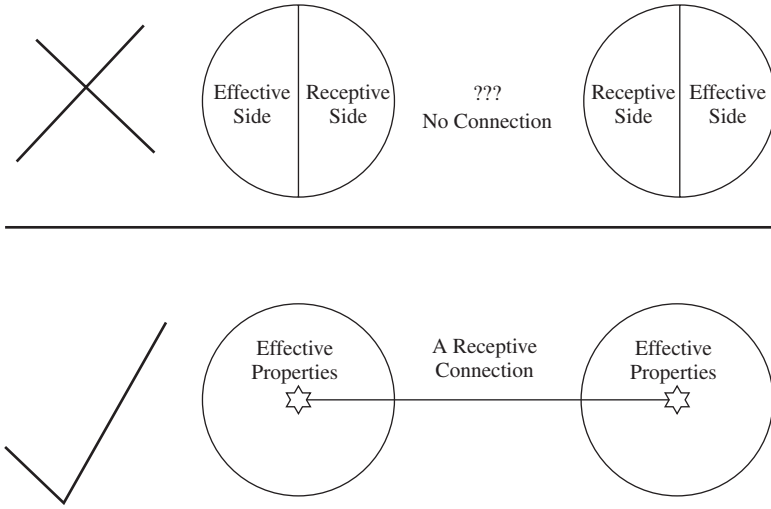 Effective
Side
Receptive
Side
???
No Connection
Receptive
Side
Effective
Side
Effective
Properties
A Receptive
Connection
Effective
Properties